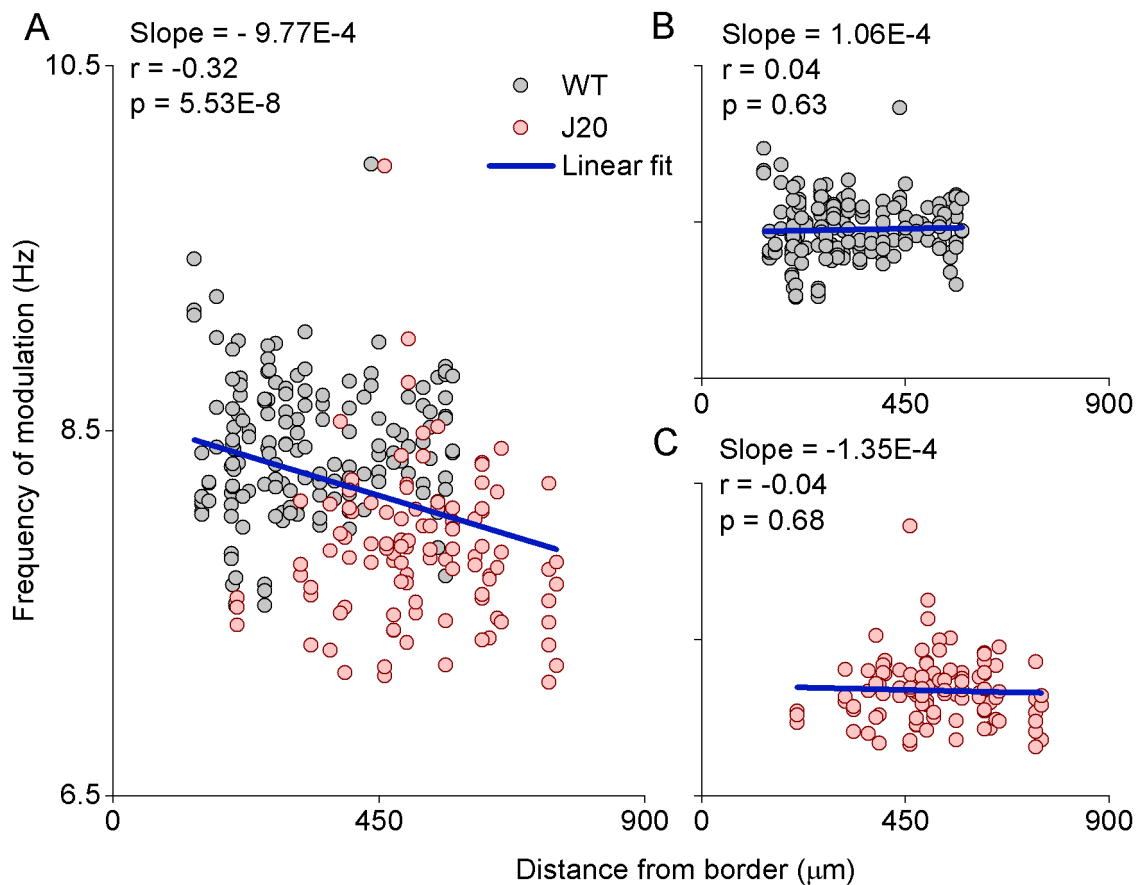 A
Slope = - 9.77E-4
r = -0.32
p = 5.53E-8
WT
J20
Linear fit
10.5
8.5
6.5
0
450
900
Frequency of modulation (Hz)
B
Slope = 1.06E-4
r = 0.04
p = 0.63
0
450
900
C
Slope = -1.35E-4
r = -0.04
p = 0.68
0
450
900
Distance from border (μm)